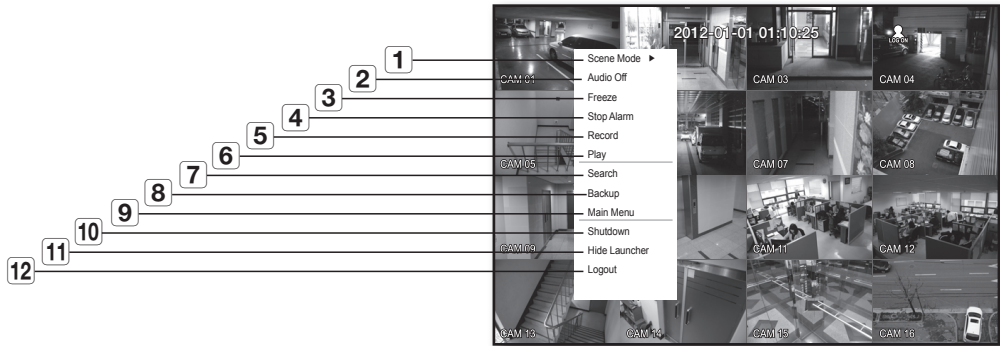 2012-01-01 01:10:25
LOG ON
1 Scene Mode ▶
2 Audio Off
3 Freeze
4 Stop Alarm
5 Record
6 Play
7 Search
8 Backup
9 Main Menu
10 Shutdown
11 Hide Launcher
12 Logout
CAM 01
CAM 03
CAM 04
CAM 05
CAM 07
CAM 08
CAM 09
CAM 11
CAM 12
CAM 13
CAM 14
CAM 15
CAM 16